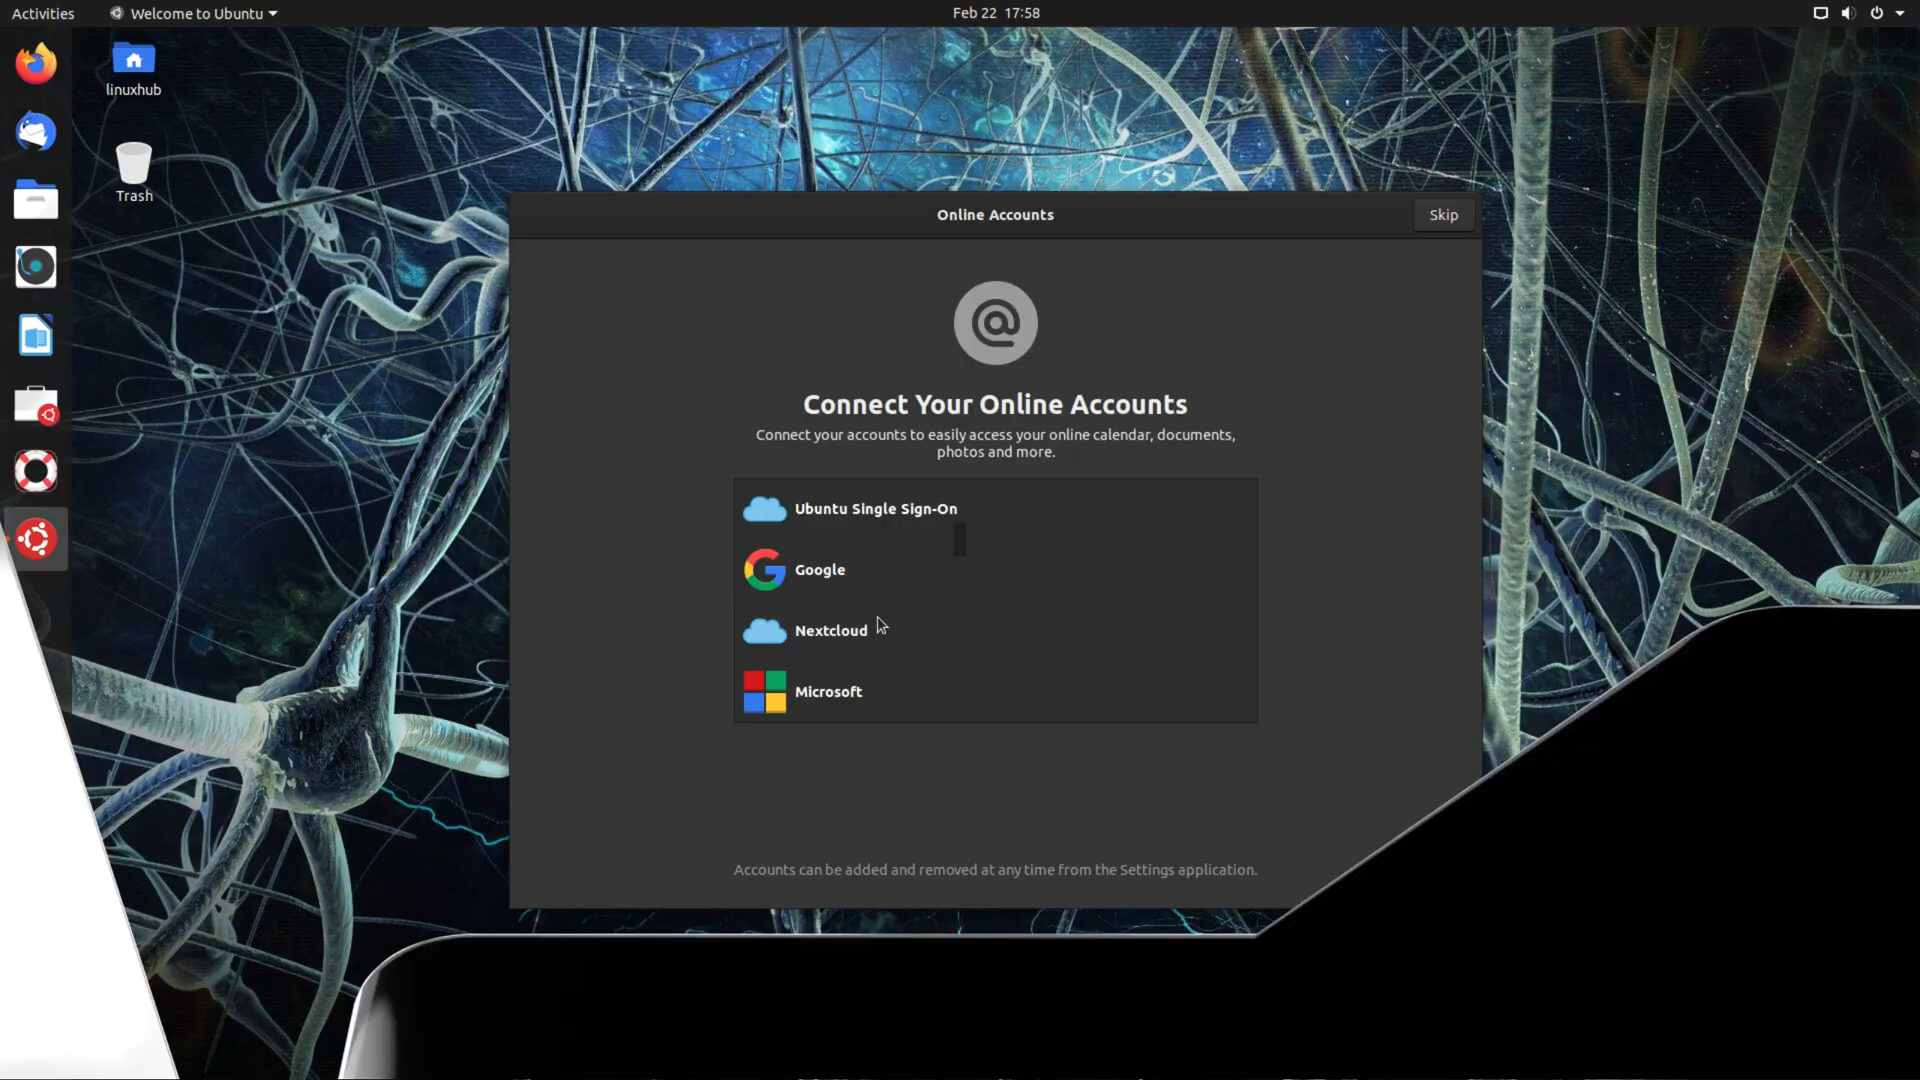 Activities
Welcome to Ubuntu
Feb 22 17:58
linuxhub
Trash
Online Accounts
Skip
Connect Your Online Accounts
Connect your accounts to easily access your online calendar, documents,
photos and more.
Ubuntu Single Sign-On
Google
Nextcloud
Microsoft
Accounts can be added and removed at any time from the Settings application.